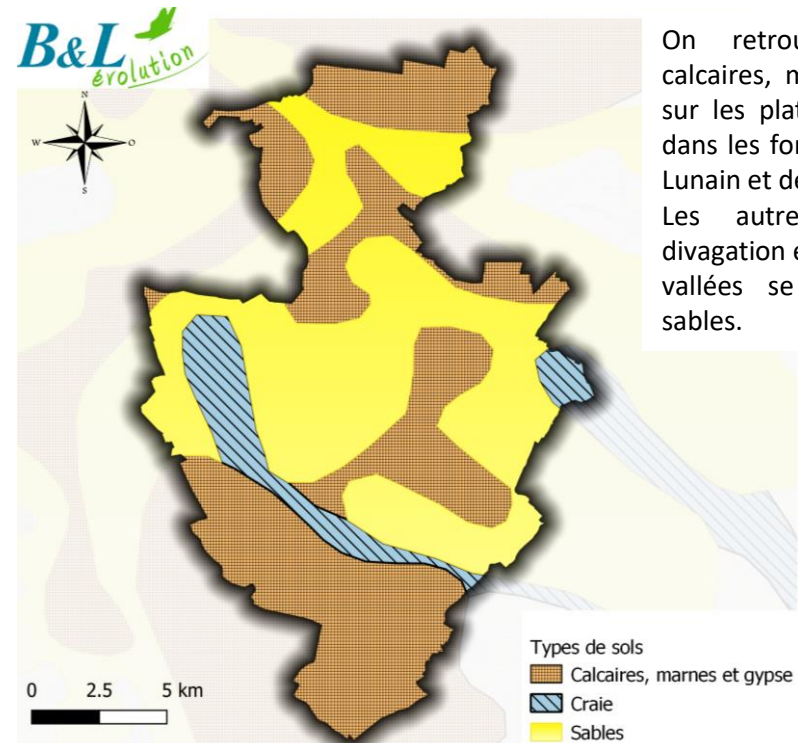 B&L
évolution
N
W
O
S
On retrou
calcaires, m
sur les plat
dans les for
Lunain et de
Les autre
divagation e
vallées se
sables.
0 2.5 5 km
Types de sols
Calcaires, marnes et gypse
Craie
Sables